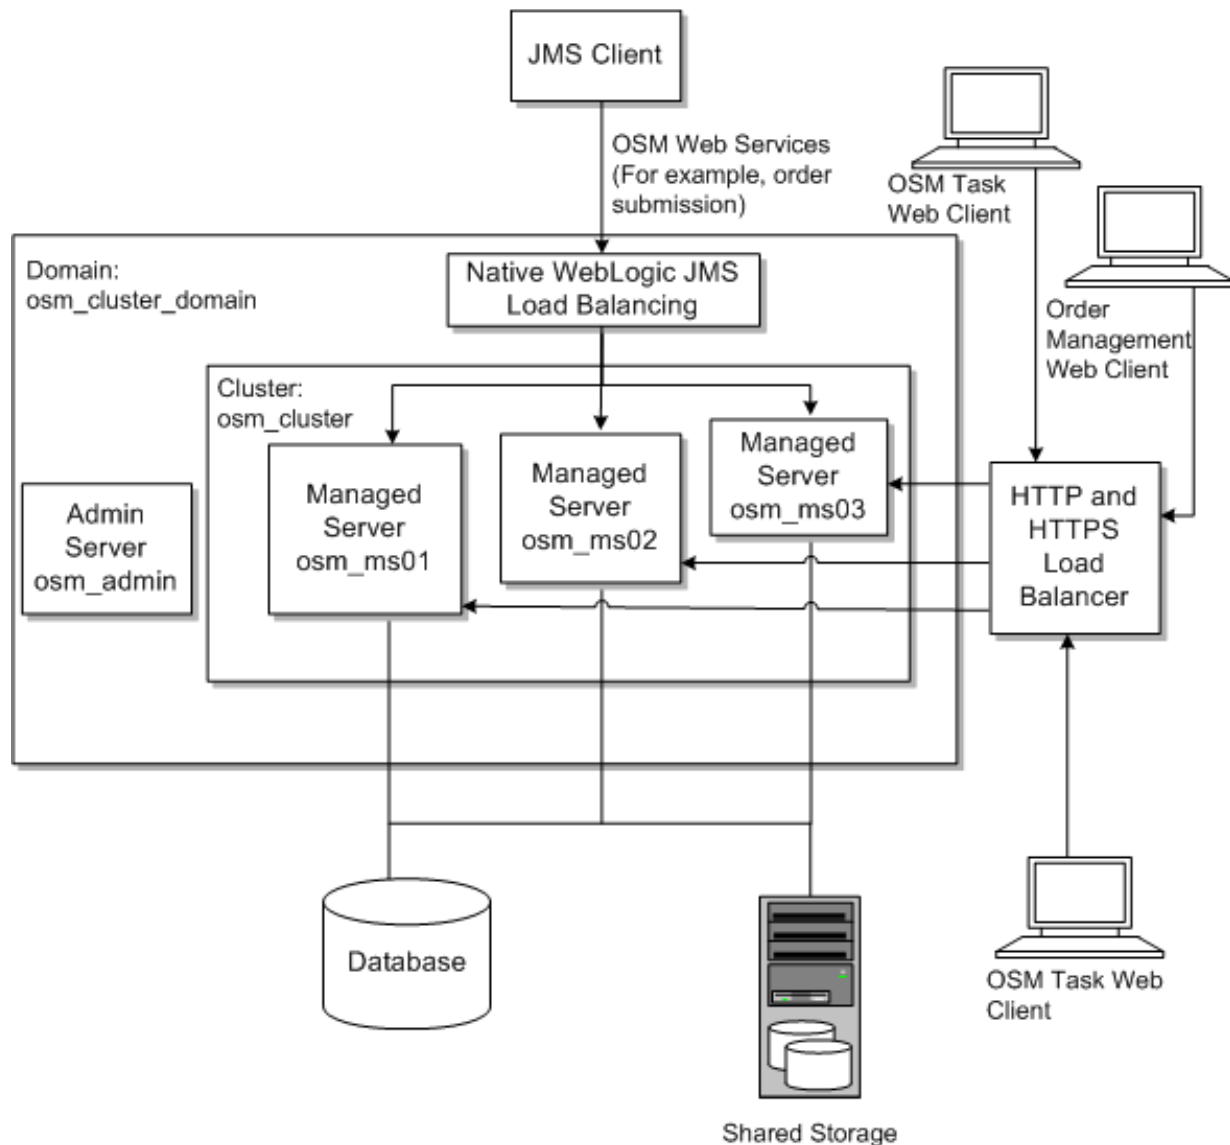 JMS Client
OSM Web Services
(For example, order
submission)
OSM Task
Web Client
Domain:
osm_cluster_domain
Native WebLogic JMS
Load Balancing
Order
Management
Web Client
Cluster:
osm_cluster
Admin
Server
osm_admin
Managed
Server
osm_ms01
Managed
Server
osm_ms02
Managed
Server
osm_ms03
HTTP and
HTTPS
Load
Balancer
Database
OSM Task Web
Client
Shared Storage